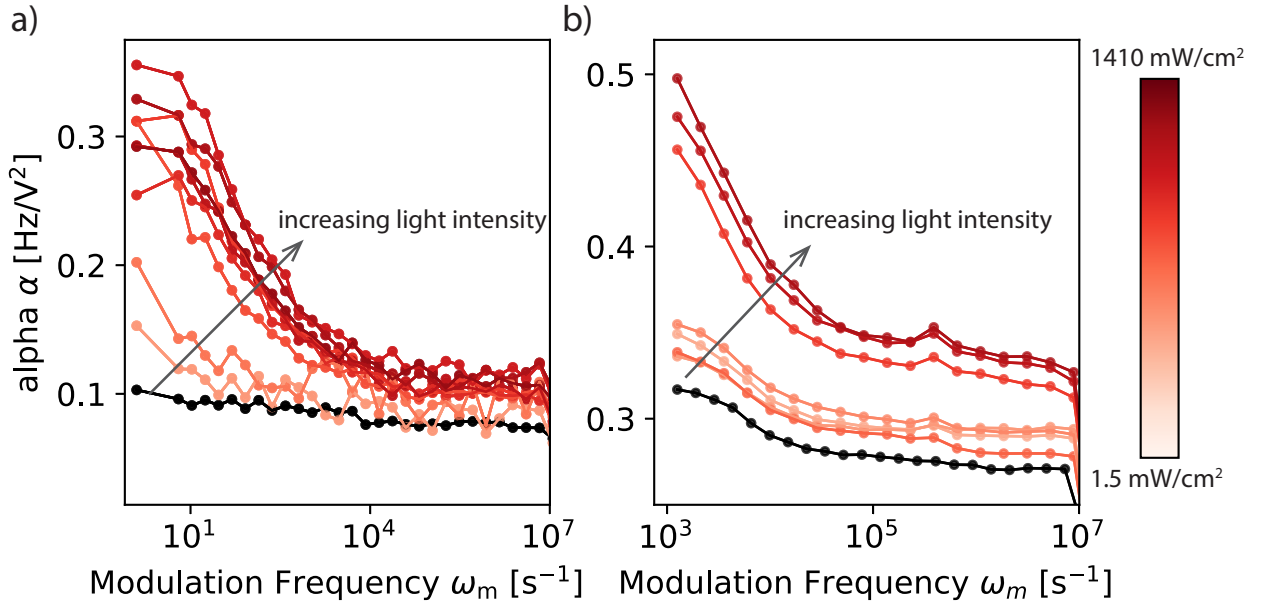 a)
b)
1410 mW/cm²
0.5
0.3
increasing light intensity
increasing light intensity
0.4
0.2
alpha α [Hz/V²]
0.1
0.3
1.5 mW/cm²
10¹
10⁴
10⁷
10³
10⁵
10⁷
Modulation Frequency ωₘ [s⁻¹]
Modulation Frequency ωₘ [s⁻¹]